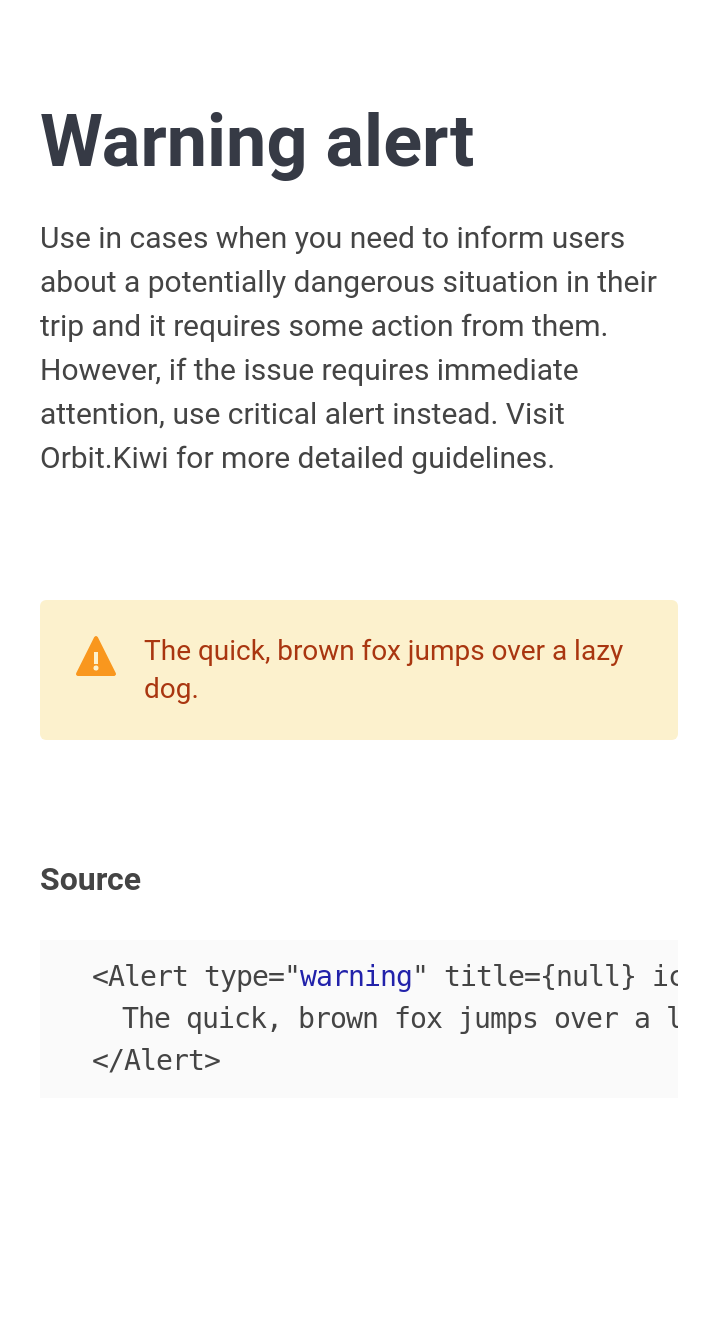 Warning alert
Use in cases when you need to inform users
about a potentially dangerous situation in their
trip and it requires some action from them.
However, if the issue requires immediate
attention, use critical alert instead. Visit
Orbit.Kiwi for more detailed guidelines.
The quick, brown fox jumps over a lazy
dog.
Source
<Alert type="warning" title={null} ic
The quick, brown fox jumps over a l
</Alert>